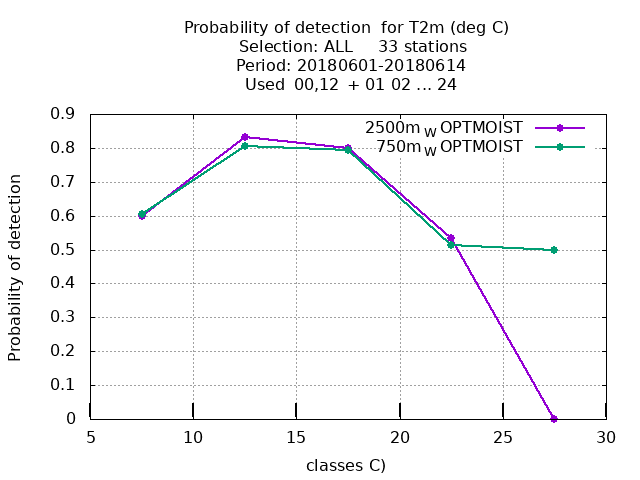 Probability of detection  for T2m (deg C)
Selection: ALL     33 stations
Period: 20180601-20180614
Used  00,12  + 01 02 ... 24
0.9
0.8
0.7
0.6
0.5
0.4
0.3
0.2
0.1
0
Probability of detection
2500m W OPTMOIST
750m W OPTMOIST
5
10
15
20
25
30
classes C)